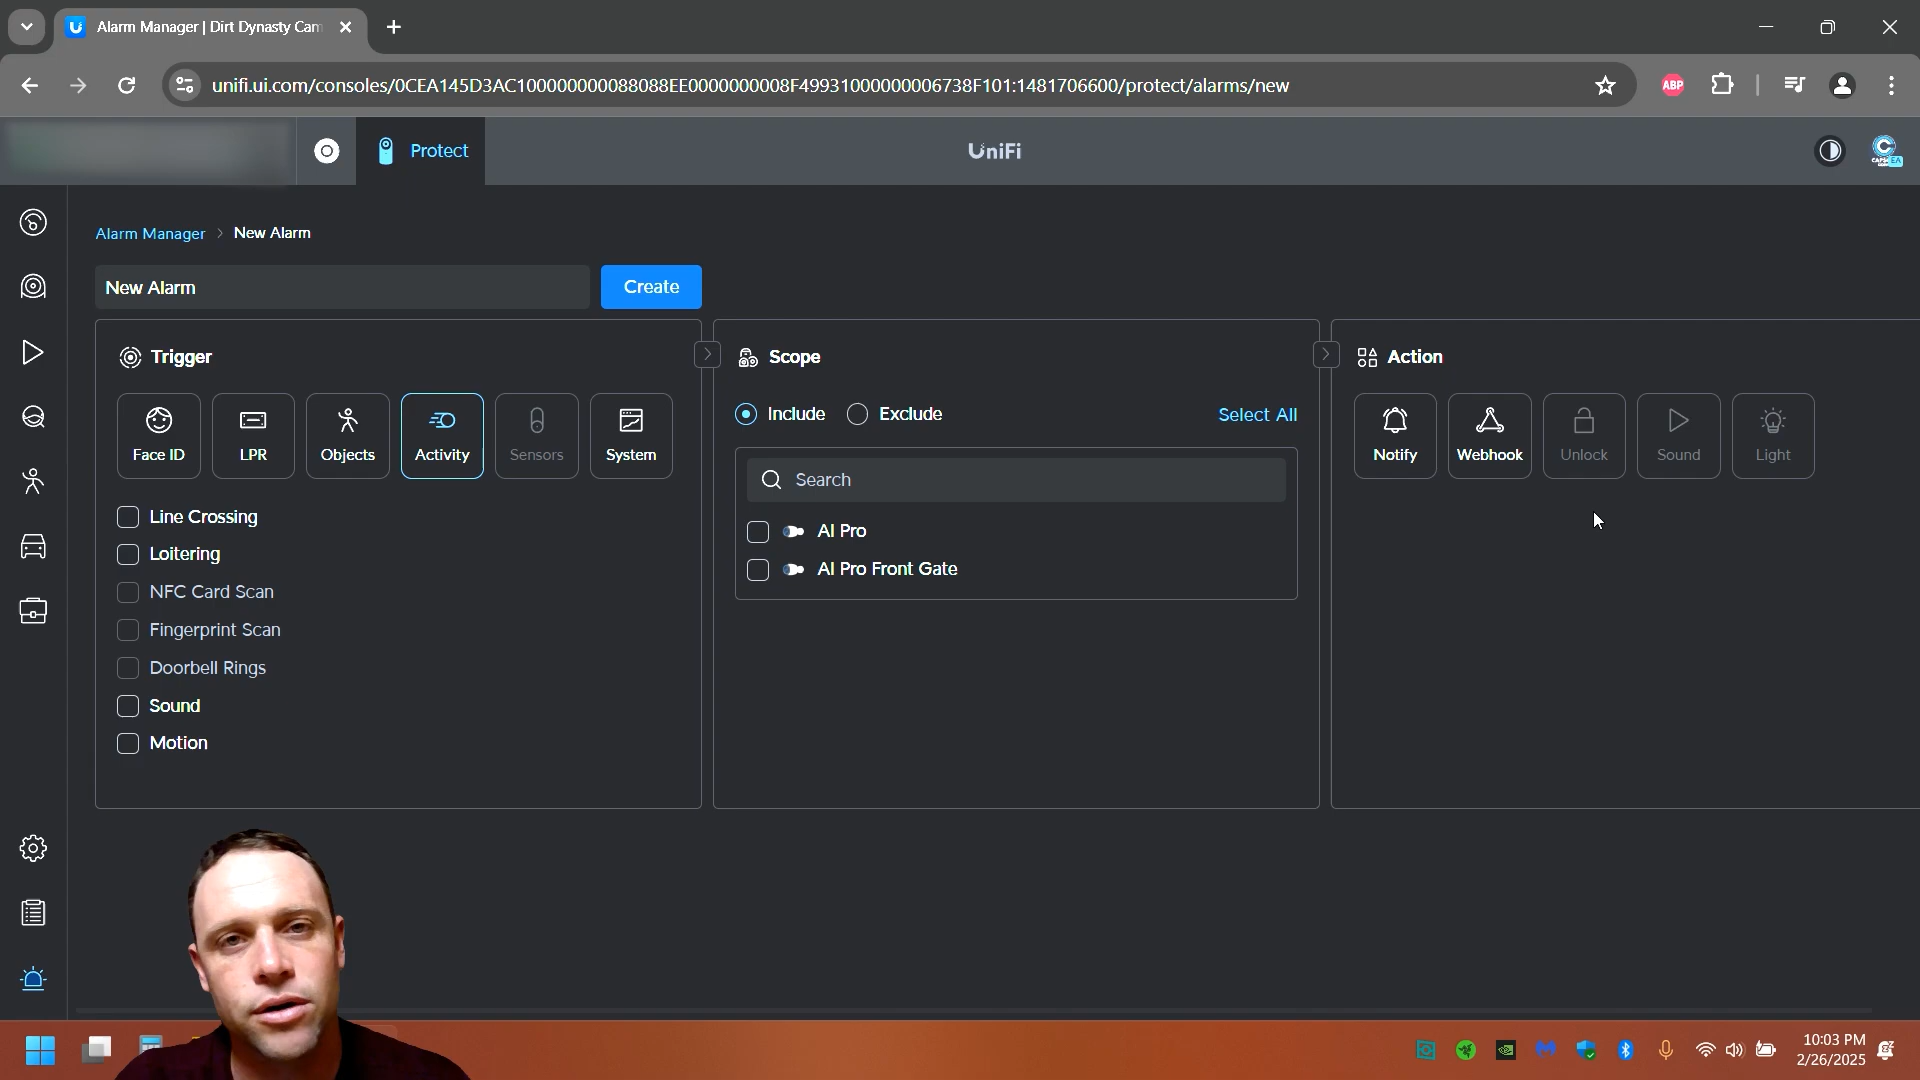 Alarm Manager | Dirt Dynasty Cam
unifi.ui.com/consoles/0CEA145D3AC100000000088088EE0000000008F49931000000006738F101:1481706600/protect/alarms/new
ABP
Protect
UniFi
EA
Alarm Manager > New Alarm
New Alarm
Create
Trigger
Face ID
LPR
Objects
Activity
Sensors
System
Line Crossing
Loitering
NFC Card Scan
Fingerprint Scan
Doorbell Rings
Sound
Motion
Scope
Include
Exclude
Select All
Search
AI Pro
AI Pro Front Gate
Action
Notify
Webhook
Unlock
Sound
Light
10:03 PM
2/26/2025